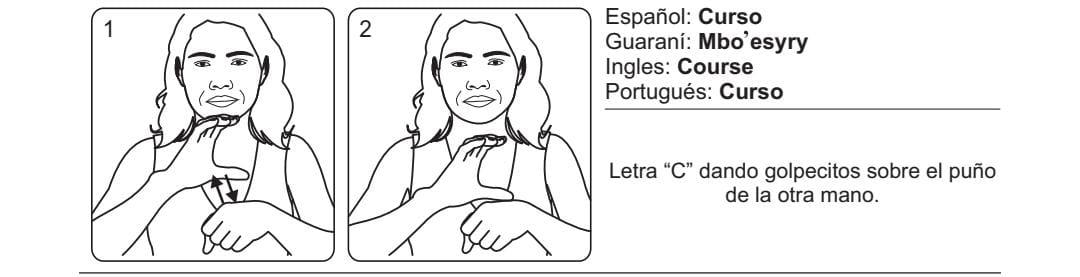 1
2
Español: Curso
Guaraní: Mbo’esyry
Ingles: Course
Portugués: Curso
Letra “C” dando golpecitos sobre el puño
de la otra mano.